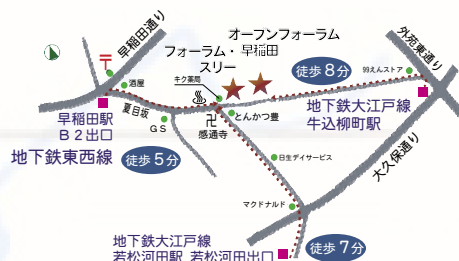 オープンフォーラム
早稲田
フォーラム・
スリー
早稲田通り
外苑東通り
〒
酒屋
キク薬局
徒歩8分
99えんストア
夏目坂
早稲田駅
B2出口
地下鉄東西線
GS
卍
感通寺
とんかつ豊
地下鉄大江戸線
牛込柳町駅
徒歩5分
日生デイサービス
大久保通り
マクドナルド
地下鉄大江戸線
若松河田駅 若松河田出口
徒歩7分